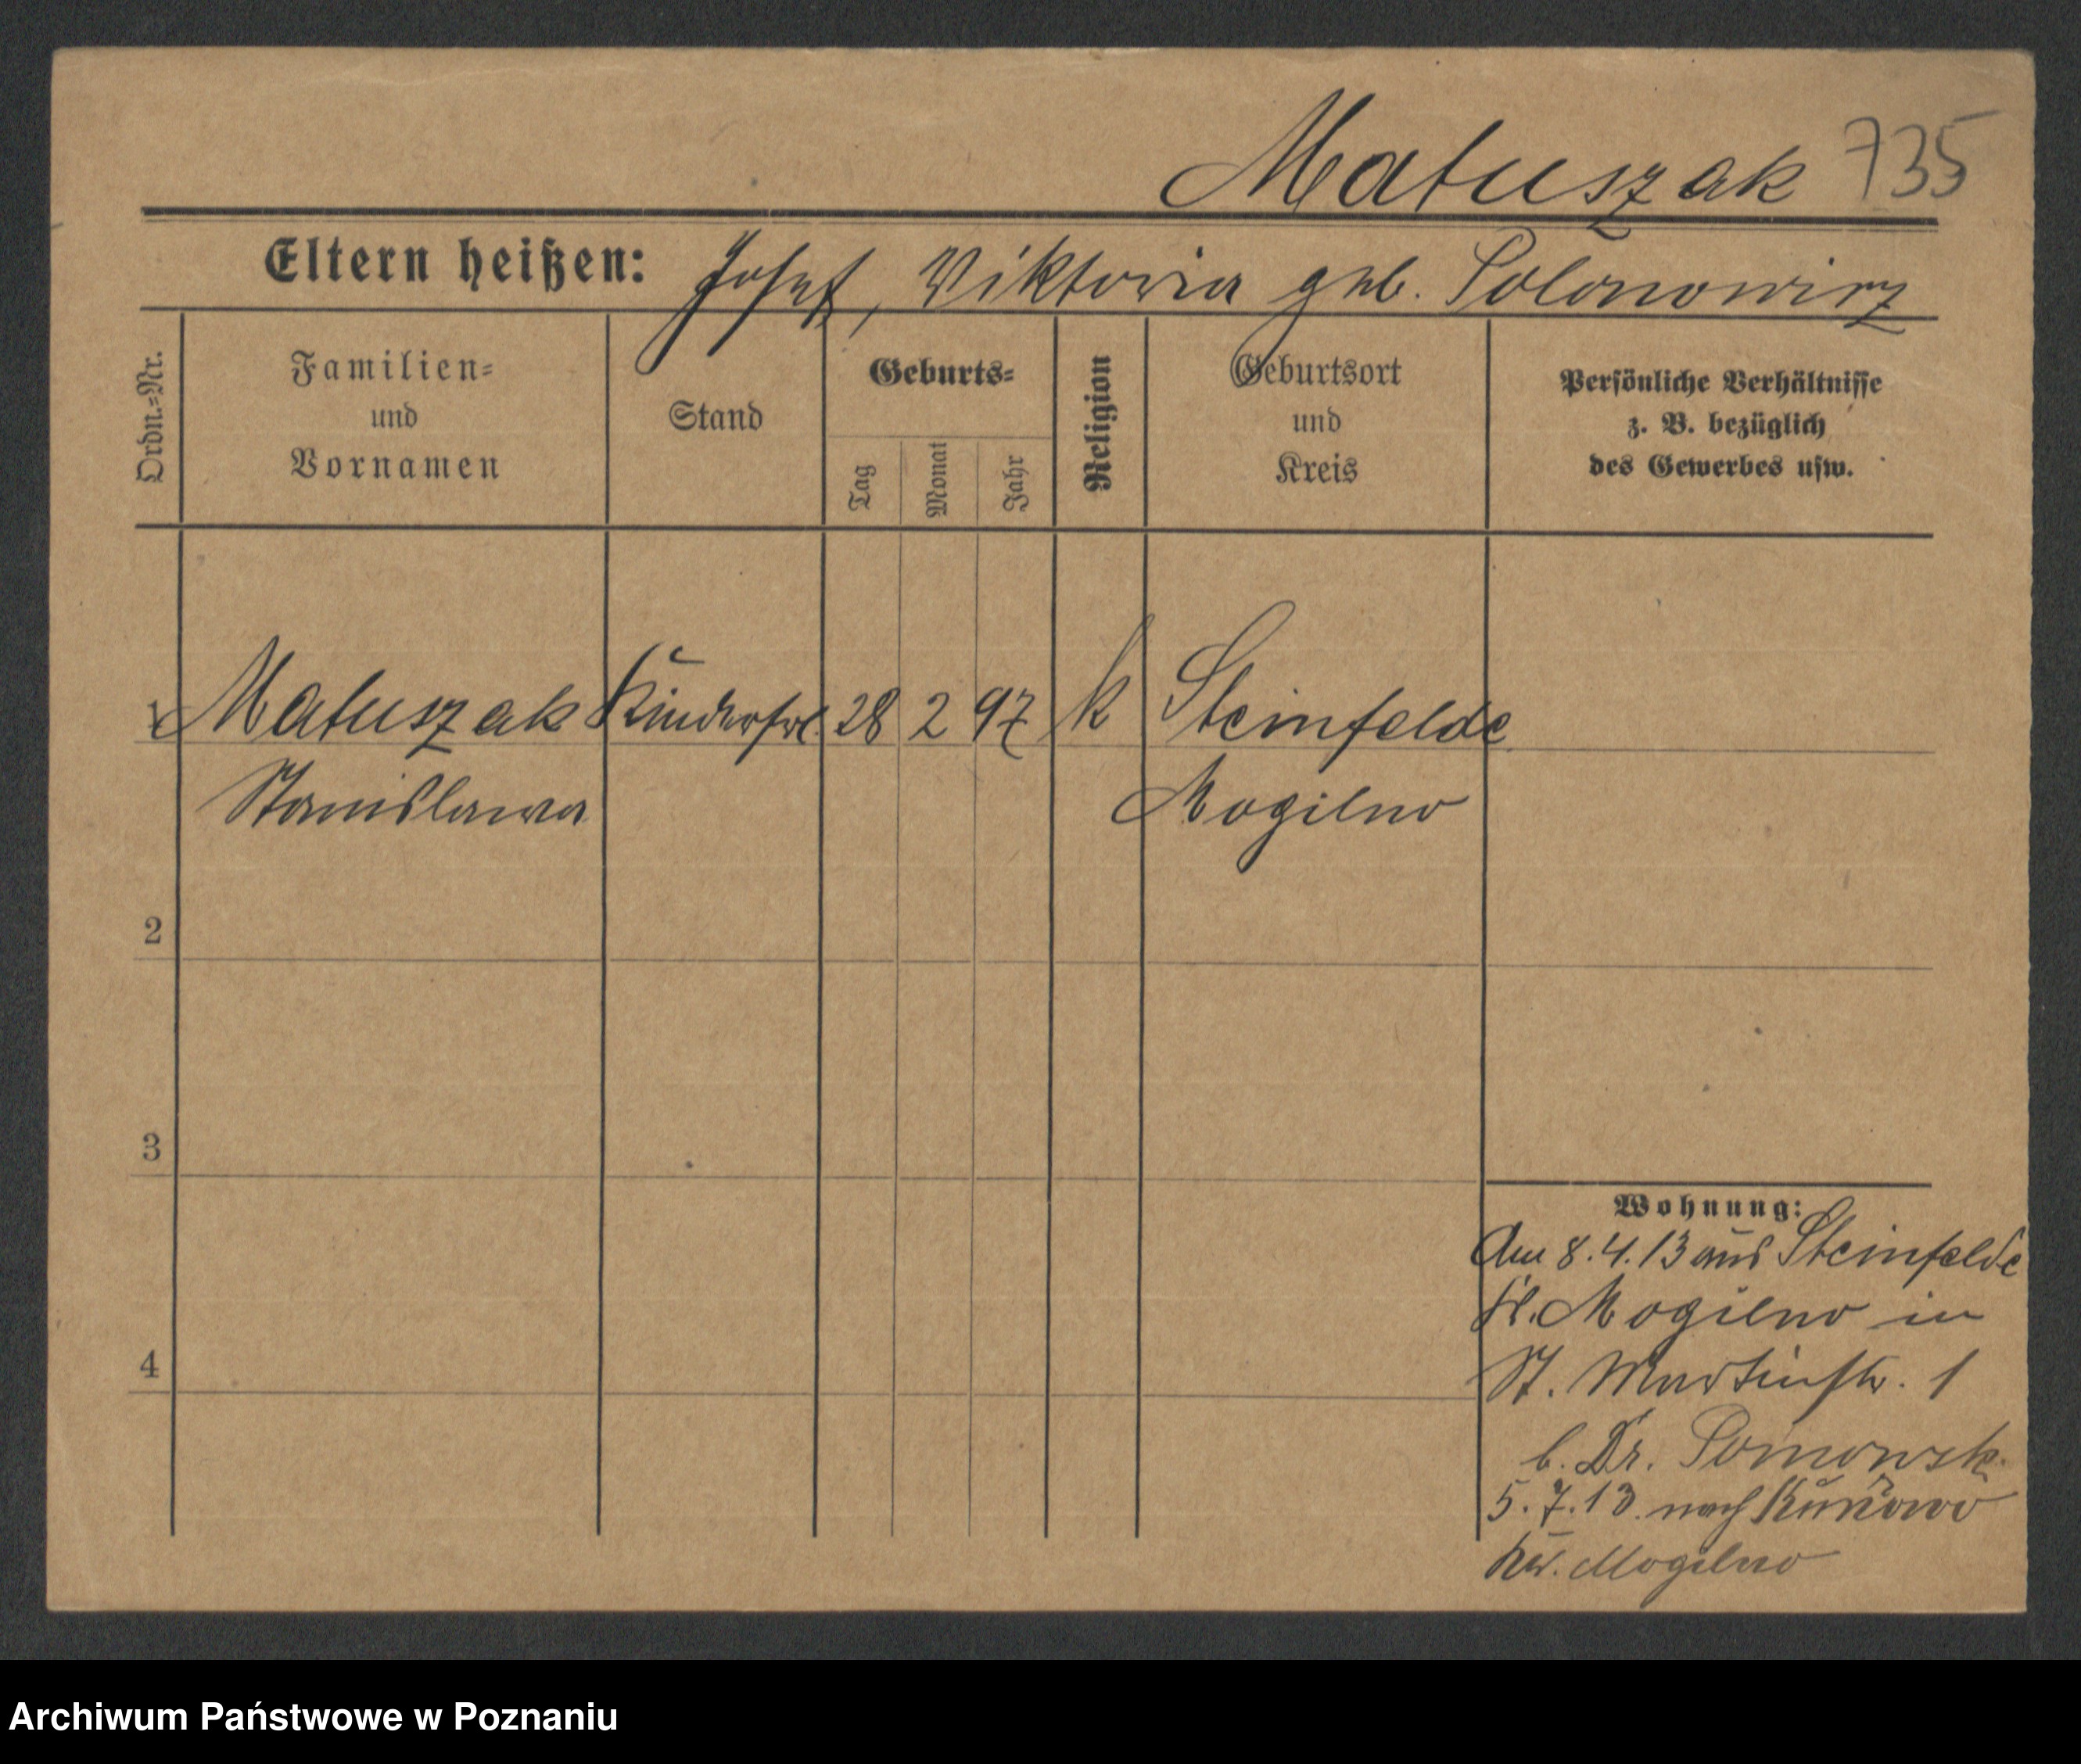 Matuszak 735
Eltern heißen: Josef, Viktoria geb. Polonowicz
Ordn.-Nr.
Familien-
und
Vornamen
Stand
Geburts-
Tag
Monat
Jahr
Religion
Geburtsort
und
Kreis
Persönliche Verhältnisse
z. B. bezüglich
des Gewerbes usw.
1 Matuszak Kinderfrl. 28 2 97 k Steinfelde
Stanislawa Mogilno
2
3
4
Wohnung:
Am 8.4.13 aus Steinfelde
Kr. Mogilno in
St. Martinstr. 1
b. Dr.
5.7.13 nach
Kr. Mogilno
Archiwum Państwowe w Poznaniu